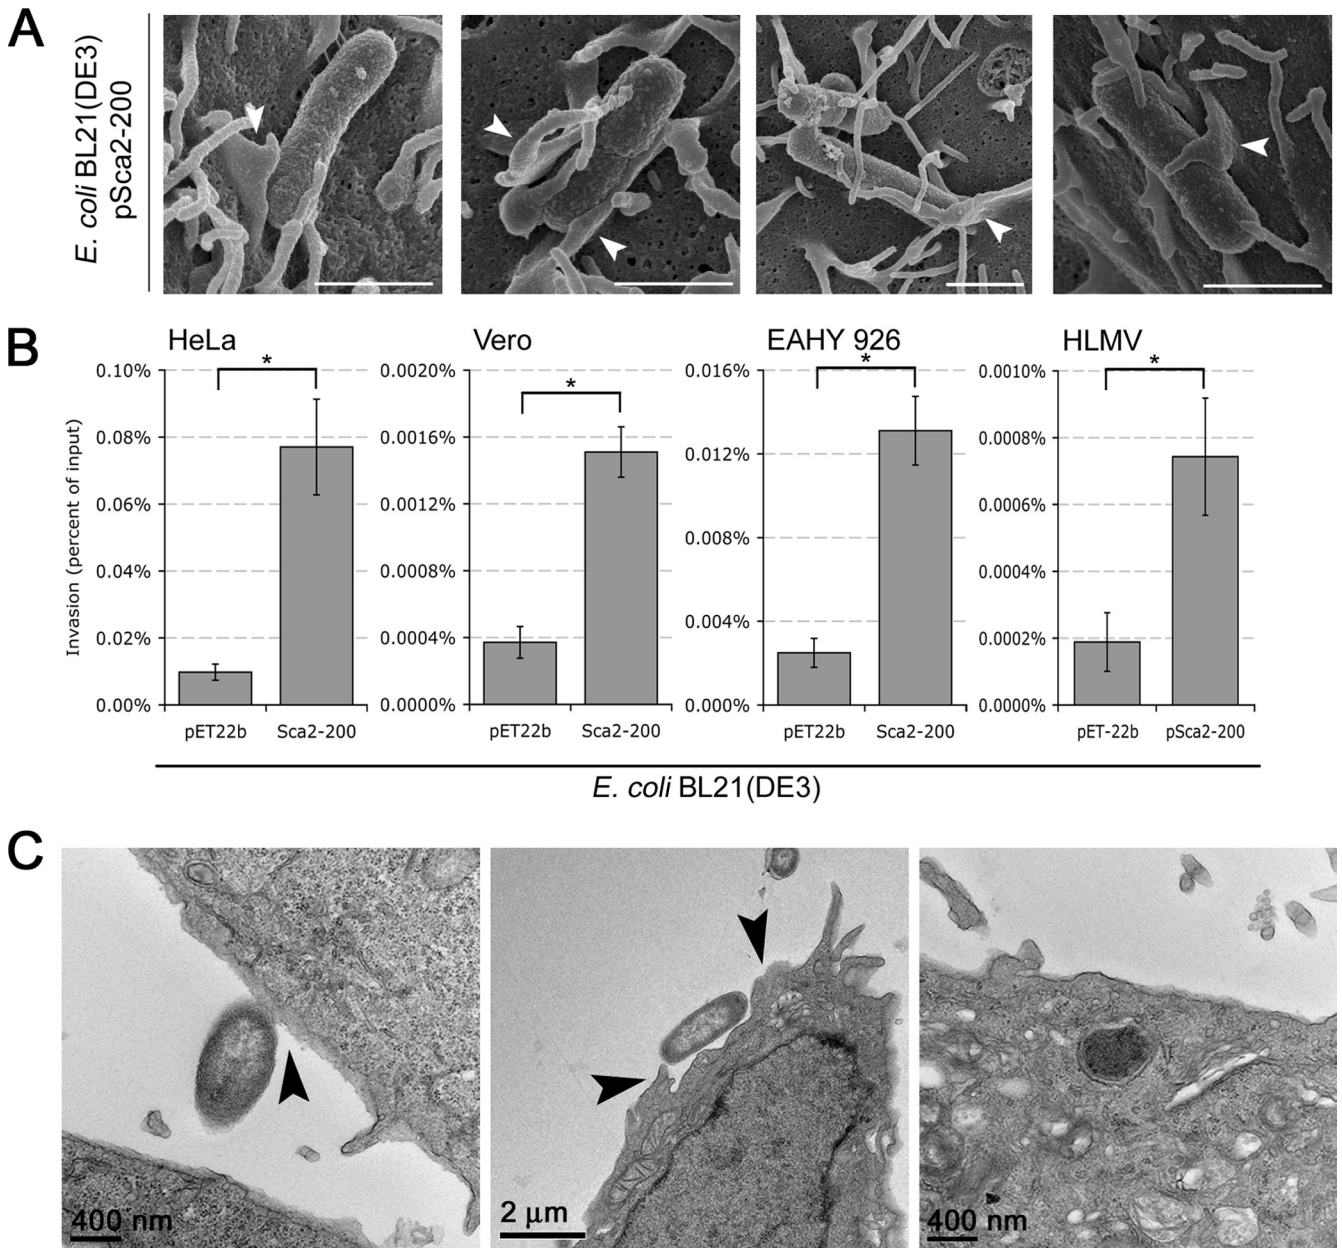 A
E. coli BL21(DE3)
pSca2-200
B
HeLa
Vero
EAHY 926
HLMV
Invasion (percent of input)
0.10%
0.08%
0.06%
0.04%
0.02%
0.00%
*
pET22b
Sca2-200
0.0020%
0.0016%
0.0012%
0.0008%
0.0004%
0.0000%
*
pET22b
Sca2-200
0.016%
0.012%
0.008%
0.004%
0.000%
*
pET22b
Sca2-200
0.0010%
0.0008%
0.0006%
0.0004%
0.0002%
0.0000%
*
pET-22b
pSca2-200
E. coli BL21(DE3)
C
400 nm
2 μm
400 nm